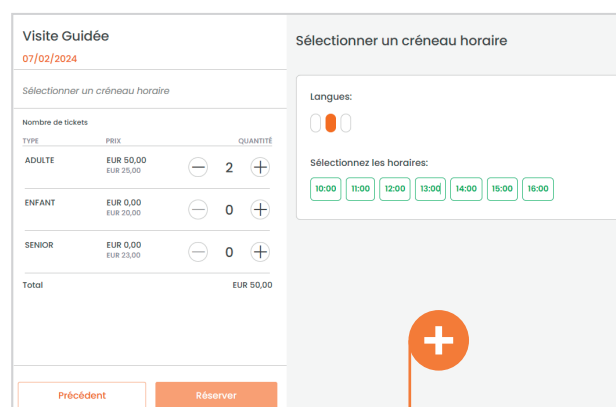 Visite Guidée
07/02/2024
Sélectionner un créneau horaire
Nombre de tickets
TYPE PRIX QUANTITÉ
ADULTE EUR 50,00 2
EUR 25,00
ENFANT EUR 0,00 0
EUR 20,00
SENIOR EUR 0,00 0
EUR 23,00
Total EUR 50,00
Précédent Réserver
Sélectionner un créneau horaire
Langues:
Sélectionnez les horaires:
10:00 11:00 12:00 13:00 14:00 15:00 16:00